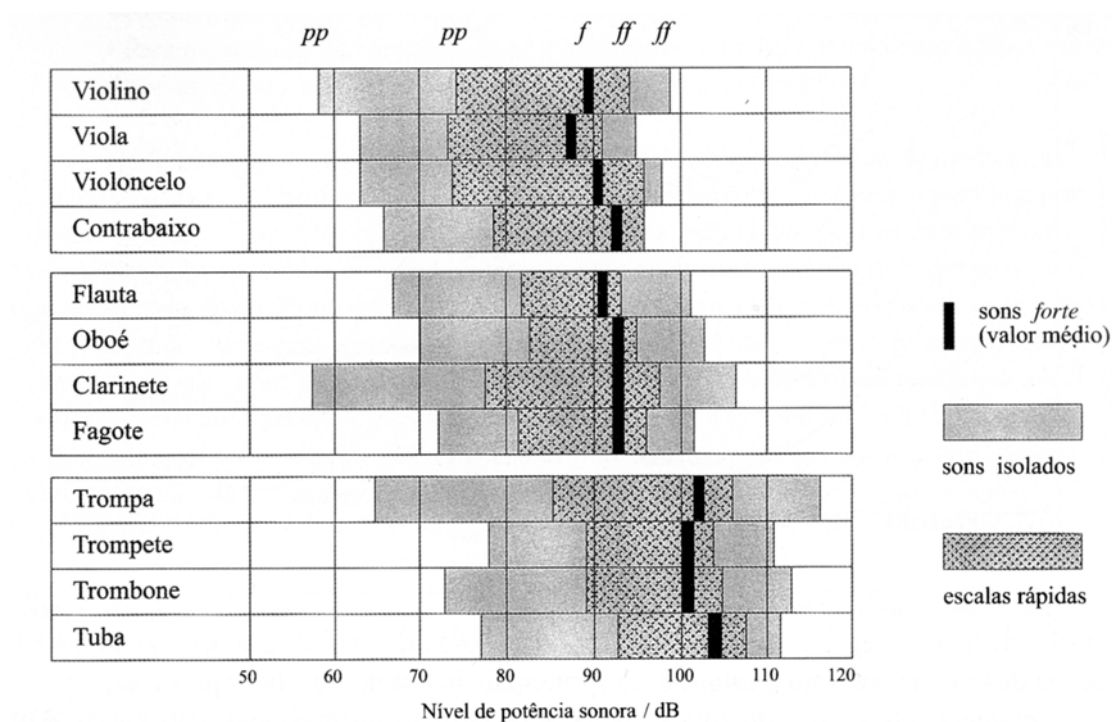 pp pp f ff ff
Violino
Viola
Violoncelo
Contrabaixo
Flauta
Oboé
Clarinete
Fagote
Trompa
Trompete
Trombone
Tuba
50 60 70 80 90 100 110 120
Nível de potência sonora / dB
sons forte
(valor médio)
sons isolados
escalas rápidas